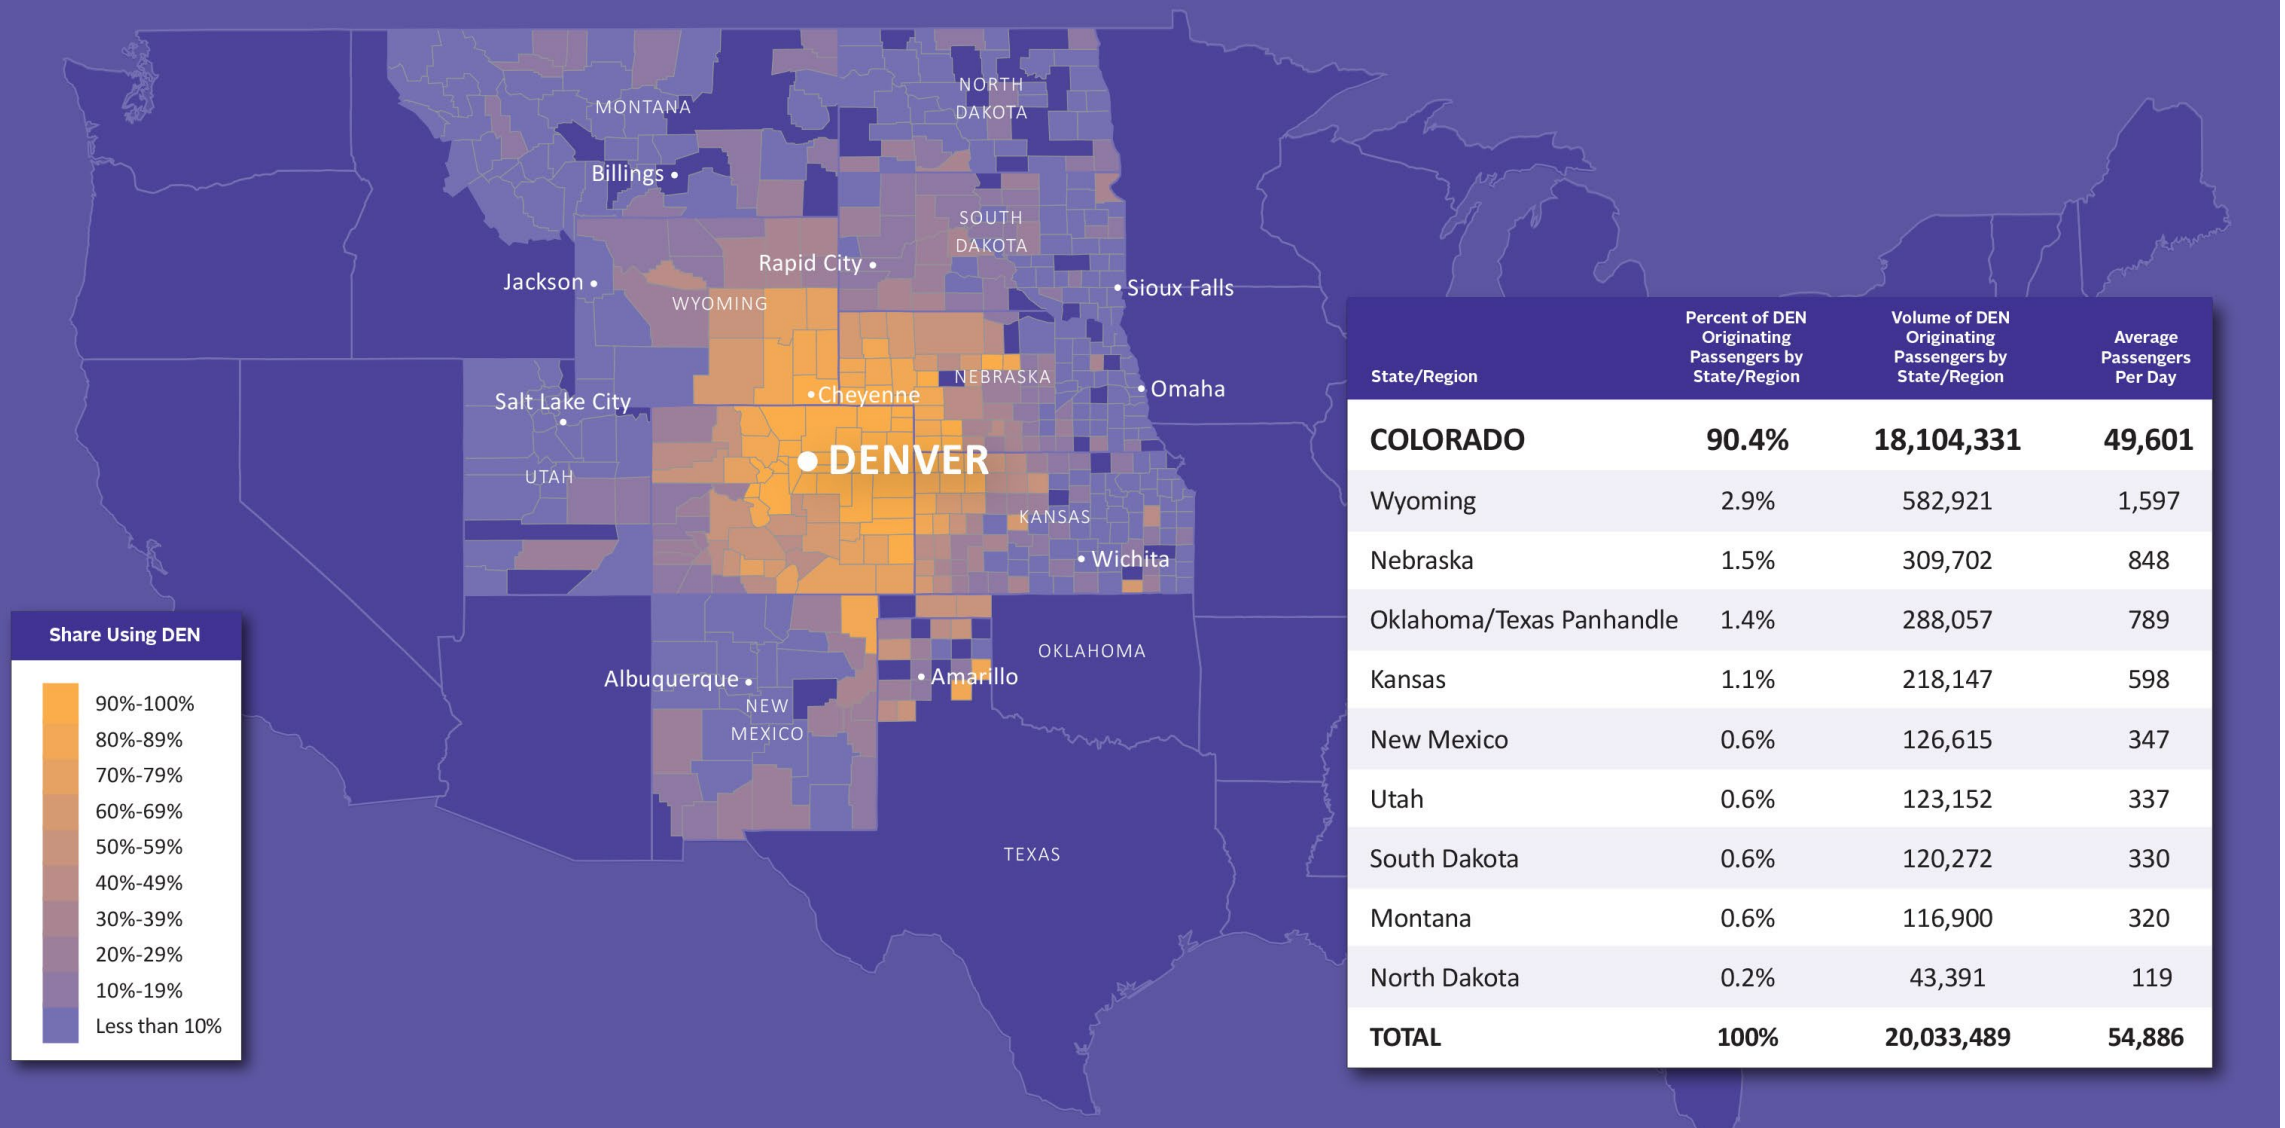 MONTANA
NORTH
DAKOTA
Billings
SOUTH
DAKOTA
Rapid City
Jackson
Sioux Falls
WYOMING
NEBRASKA
Omaha
Cheyenne
Salt Lake City
DENVER
UTAH
KANSAS
Wichita
OKLAHOMA
Albuquerque
Amarillo
NEW
MEXICO
TEXAS
Share Using DEN
90%-100%
80%-89%
70%-79%
60%-69%
50%-59%
40%-49%
30%-39%
20%-29%
10%-19%
Less than 10%
State/Region
Percent of DEN
Originating
Passengers by
State/Region
Volume of DEN
Originating
Passengers by
State/Region
Average
Passengers
Per Day
COLORADO 90.4% 18,104,331 49,601
Wyoming 2.9% 582,921 1,597
Nebraska 1.5% 309,702 848
Oklahoma/Texas Panhandle 1.4% 288,057 789
Kansas 1.1% 218,147 598
New Mexico 0.6% 126,615 347
Utah 0.6% 123,152 337
South Dakota 0.6% 120,272 330
Montana 0.6% 116,900 320
North Dakota 0.2% 43,391 119
TOTAL 100% 20,033,489 54,886